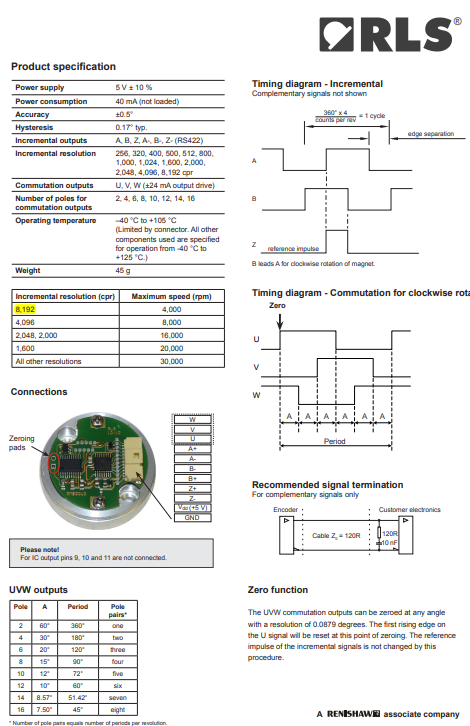 RLS®
Product specification
Power supply 5 V ± 10 %
Power consumption 40 mA (not loaded)
Accuracy ±0.5°
Hysteresis 0.17° typ.
Incremental outputs A, B, Z, A-, B-, Z- (RS422)
Incremental resolution 256, 320, 400, 500, 512, 800,
1,000, 1,024, 1,600, 2,000,
2,048, 4,096, 8,192 cpr
Commutation outputs U, V, W (±24 mA output drive)
Number of poles for
commutation outputs 2, 4, 6, 8, 10, 12, 14, 16
Operating temperature –40 °C to +105 °C
(Limited by connector. All other
components used are specified
for operation from -40 °C to
+125 °C.)
Weight 45 g
Incremental resolution (cpr) Maximum speed (rpm)
8,192 4,000
4,096 8,000
2,048, 2,000 16,000
1,600 20,000
All other resolutions 30,000
Connections
Zeroing
pads
W
V
U
A+
A-
B-
B+
Z+
Z-
Vdd (+5 V)
GND
Please note!
For IC output pins 9, 10 and 11 are not connected.
UVW outputs
Pole A Period Pole
pairs*
2 60° 360° one
4 30° 180° two
6 20° 120° three
8 15° 90° four
10 12° 72° five
12 10° 60° six
14 8.57° 51.42° seven
16 7.50° 45° eight
* Number of pole pairs equals number of periods per revolution.
Timing diagram - Incremental
Complementary signals not shown
360° x 4
counts per rev
= 1 cycle
edge separation
A
B
Z
reference impulse
B leads A for clockwise rotation of magnet.
Timing diagram - Commutation for clockwise rota
Zero
U
V
W
A A A A A A
Period
Recommended signal termination
For complementary signals only
Encoder Customer electronics
Cable Z0 = 120R
120R
10 nF
Zero function
The UVW commutation outputs can be zeroed at any angle
with a resolution of 0.0879 degrees. The first rising edge on
the U signal will be reset at this point of zeroing. The reference
impulse of the incremental signals is not changed by this
procedure.
A RENISHAW associate company